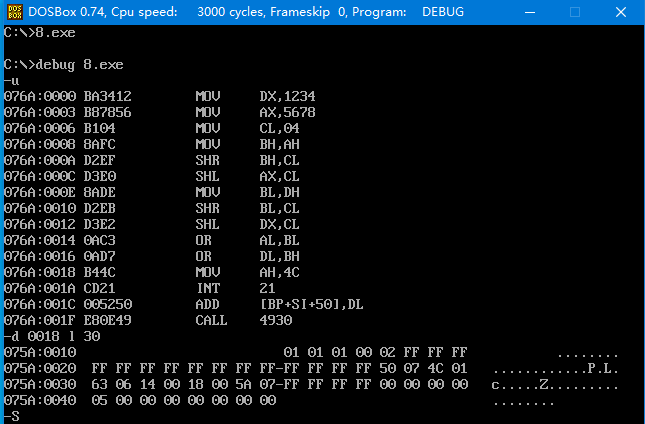 DOSBox 0.74, Cpu speed: 3000 cycles, Frameskip 0, Program: DEBUG
C:\>8.exe
C:\>debug 8.exe
-u
076A:0000 BA3412 MOV DX,1234
076A:0003 B87856 MOV AX,5678
076A:0006 B104 MOV CL,04
076A:0008 8AFC MOV BH,AH
076A:000A D2EF SHR BH,CL
076A:000C D3E0 SHL AX,CL
076A:000E 8ADE MOV BL,DH
076A:0010 D2EB SHR BL,CL
076A:0012 D3E2 SHL DX,CL
076A:0014 0AC3 OR AL,BL
076A:0016 0AD7 OR DL,BH
076A:0018 B44C MOV AH,4C
076A:001A CD21 INT 21
076A:001C 005250 ADD [BP+SI+50],DL
076A:001F E80E49 CALL 4930
-d 0018 l 30
075A:0010 01 01 01 00 02 FF FF FF ........
075A:0020 FF FF FF FF FF FF FF FF-FF FF FF FF 50 07 4C 01 ............P.L.
075A:0030 63 06 14 00 18 00 5A 07-FF FF FF FF 00 00 00 00 c.....Z.........
075A:0040 05 00 00 00 00 00 00 00 ........
-S